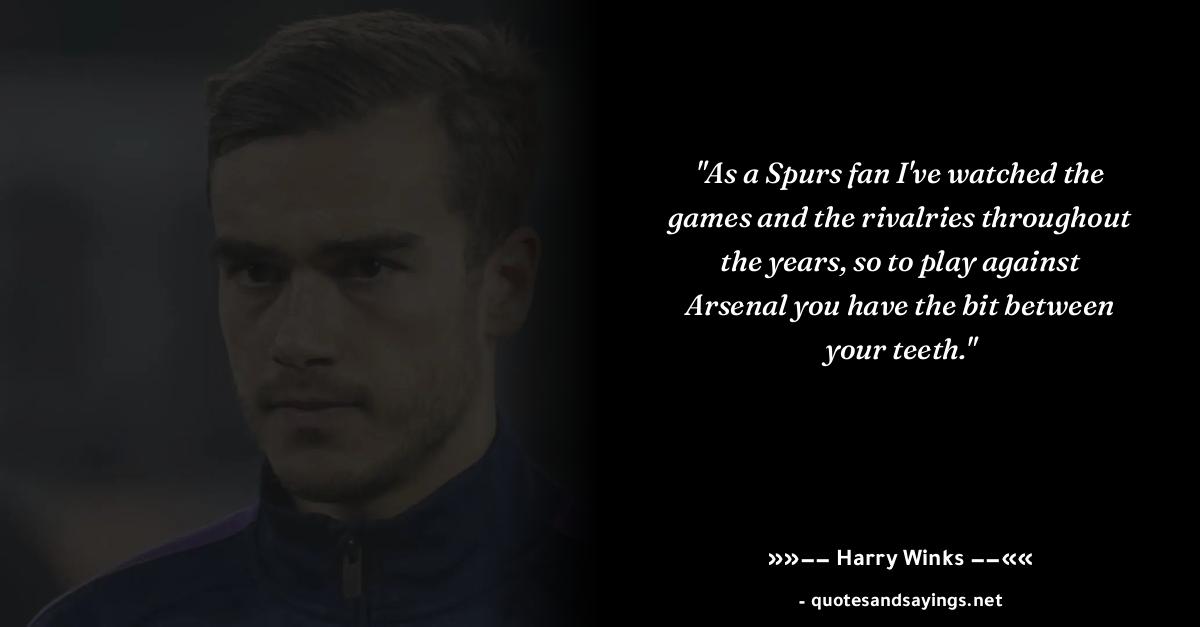 "As a Spurs fan I've watched the
games and the rivalries throughout
the years, so to play against
Arsenal you have the bit between
your teeth."
»»−− Harry Winks −−««
- quotesandsayings.net